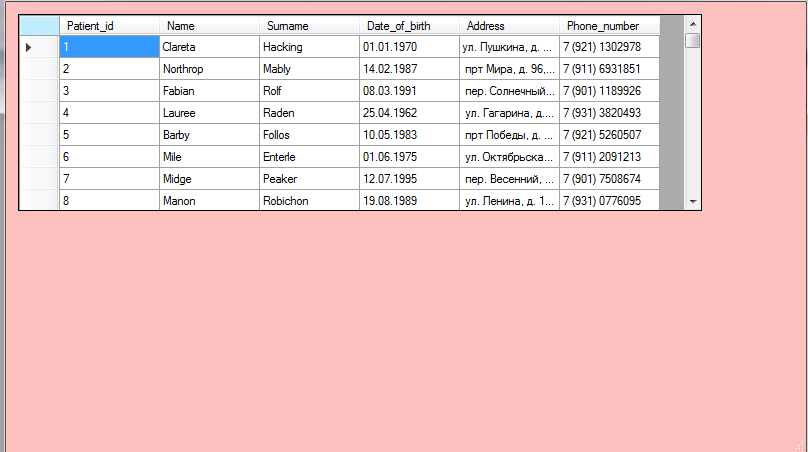 Patient_id Name Surname Date_of_birth Address Phone_number
1 Clareta Hacking 01.01.1970 ул. Пушкина, д. ... 7 (921) 1302978
2 Northrop Mably 14.02.1987 прт Мира, д. 96,... 7 (911) 6931851
3 Fabian Rolf 08.03.1991 пер. Солнечный... 7 (901) 1189926
4 Lauree Raden 25.04.1962 ул. Гагарина, д.... 7 (931) 3820493
5 Barby Follos 10.05.1983 прт Победы, д. ... 7 (921) 5260507
6 Mile Enterle 01.06.1975 ул. Октябрьска... 7 (911) 2091213
7 Midge Peaker 12.07.1995 пер. Весенний, ... 7 (901) 7508674
8 Manon Robichon 19.08.1989 ул. Ленина, д. 1... 7 (931) 0776095